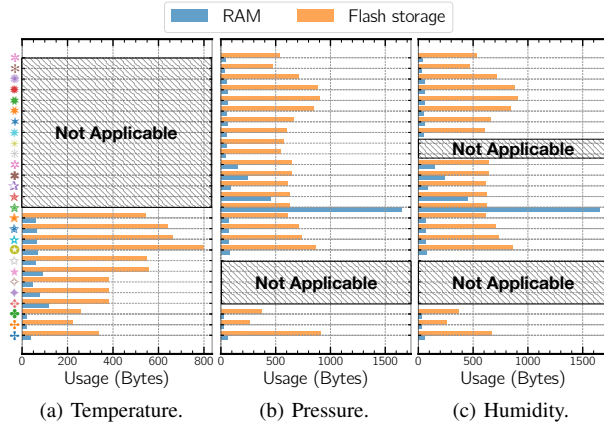 RAM Flash storage
Not Applicable
Not Applicable
Not Applicable
Not Applicable
0 200 400 600 800
0 500 1000 1500
0 500 1000 1500
Usage (Bytes) Usage (Bytes) Usage (Bytes)
(a) Temperature. (b) Pressure. (c) Humidity.